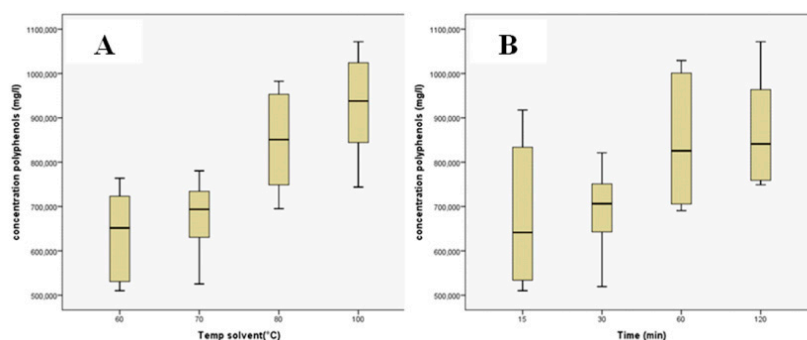 A
concentration polyphenols (mg/l)
1100,000
1000,000
900,000
800,000
700,000
600,000
500,000
60 70 80 100
Temp solvent(°C)
B
concentration polyphenols (mg/l)
1100,000
1000,000
900,000
800,000
700,000
600,000
500,000
15 30 60 120
Time (min)